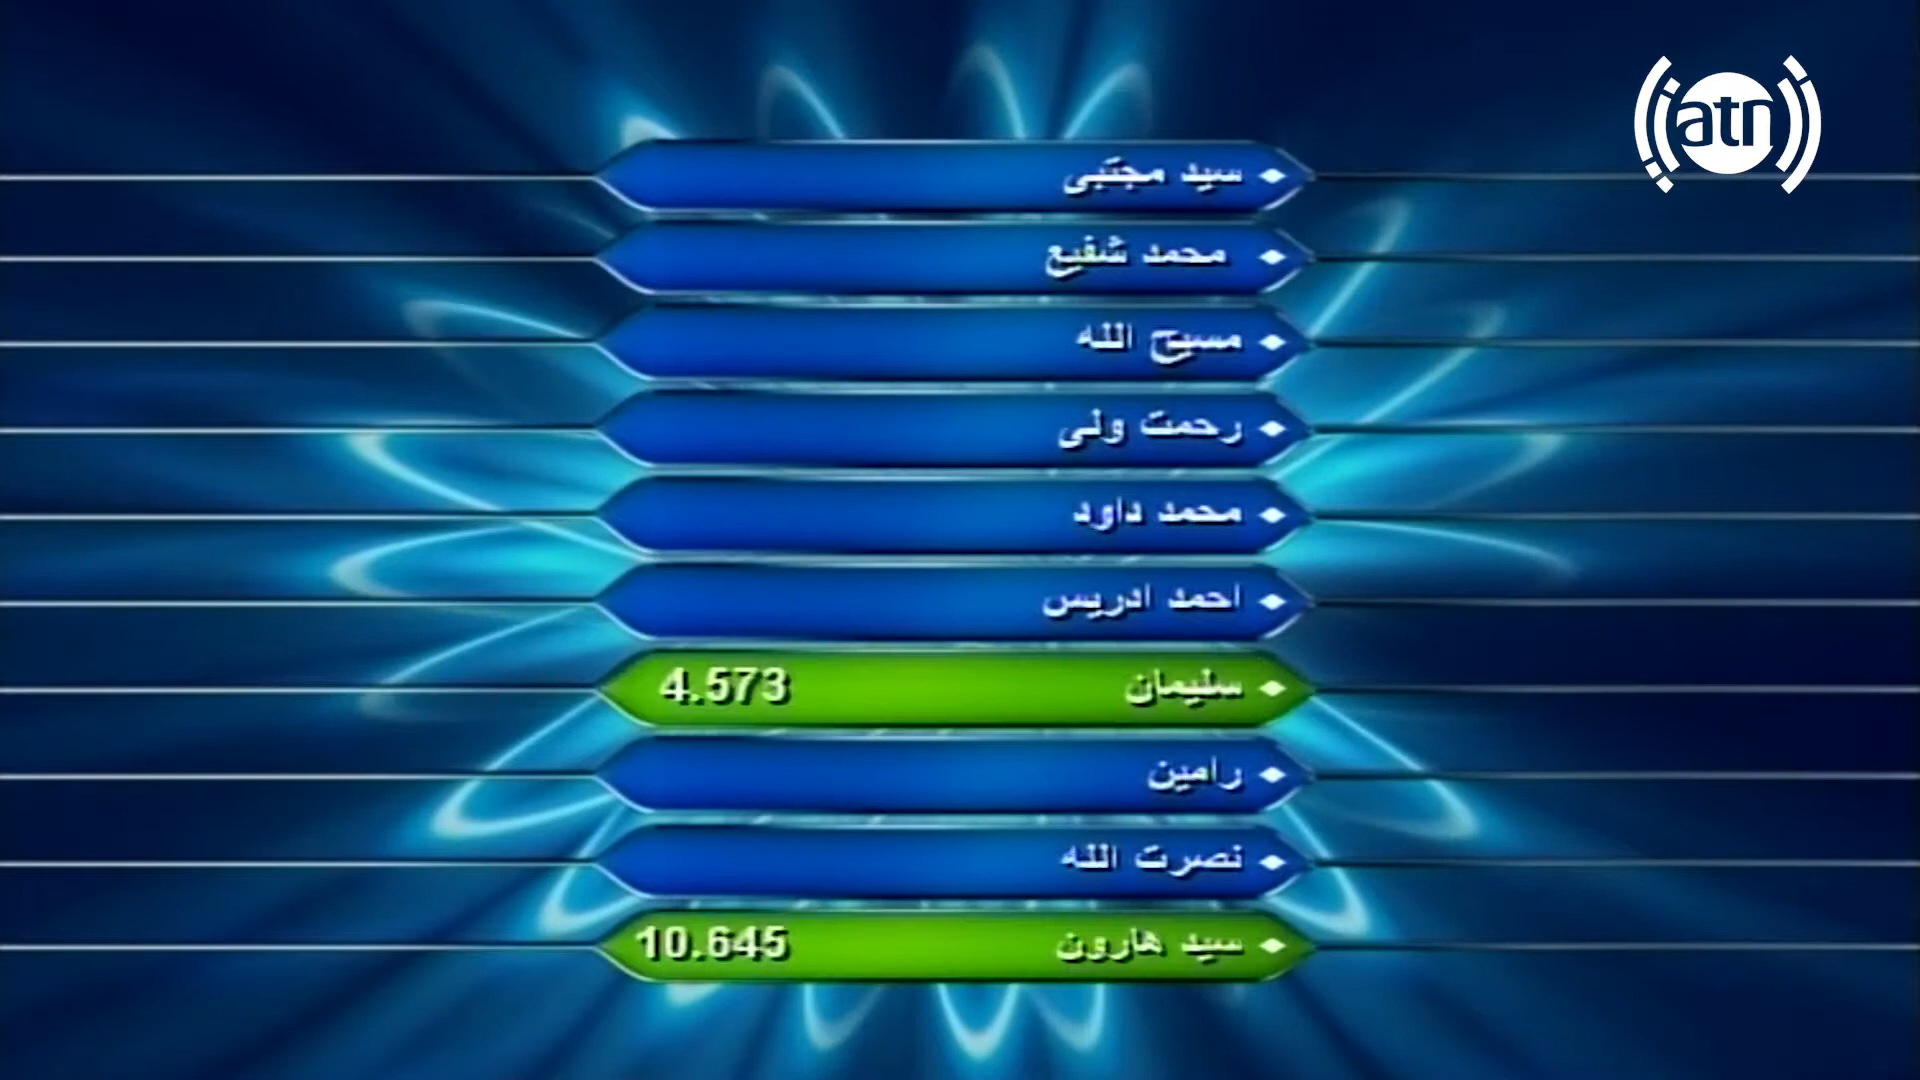 atn
سید مجتبی
محمد شفیع
مسیح الله
رحمت ولی
محمد داود
احمد ادریس
سلیمان 4.573
رامین
نصرت الله
سید هارون 10.645